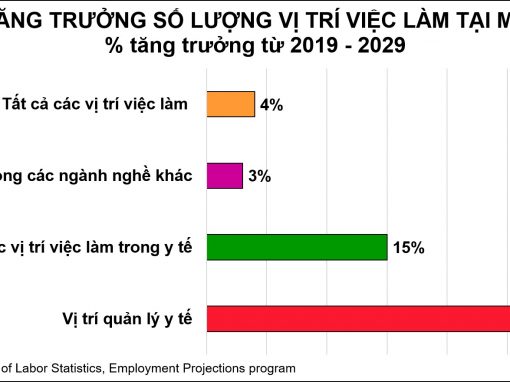 ĂNG TRƯỞNG SỐ LƯỢNG VỊ TRÍ VIỆC LÀM TẠI M
% tăng trưởng từ 2019 - 2029
Tất cả các vị trí việc làm
4%
ong các ngành nghề khác
3%
c vị trí việc làm trong y tế
15%
Vị trí quản lý y tế
of Labor Statistics, Employment Projections program